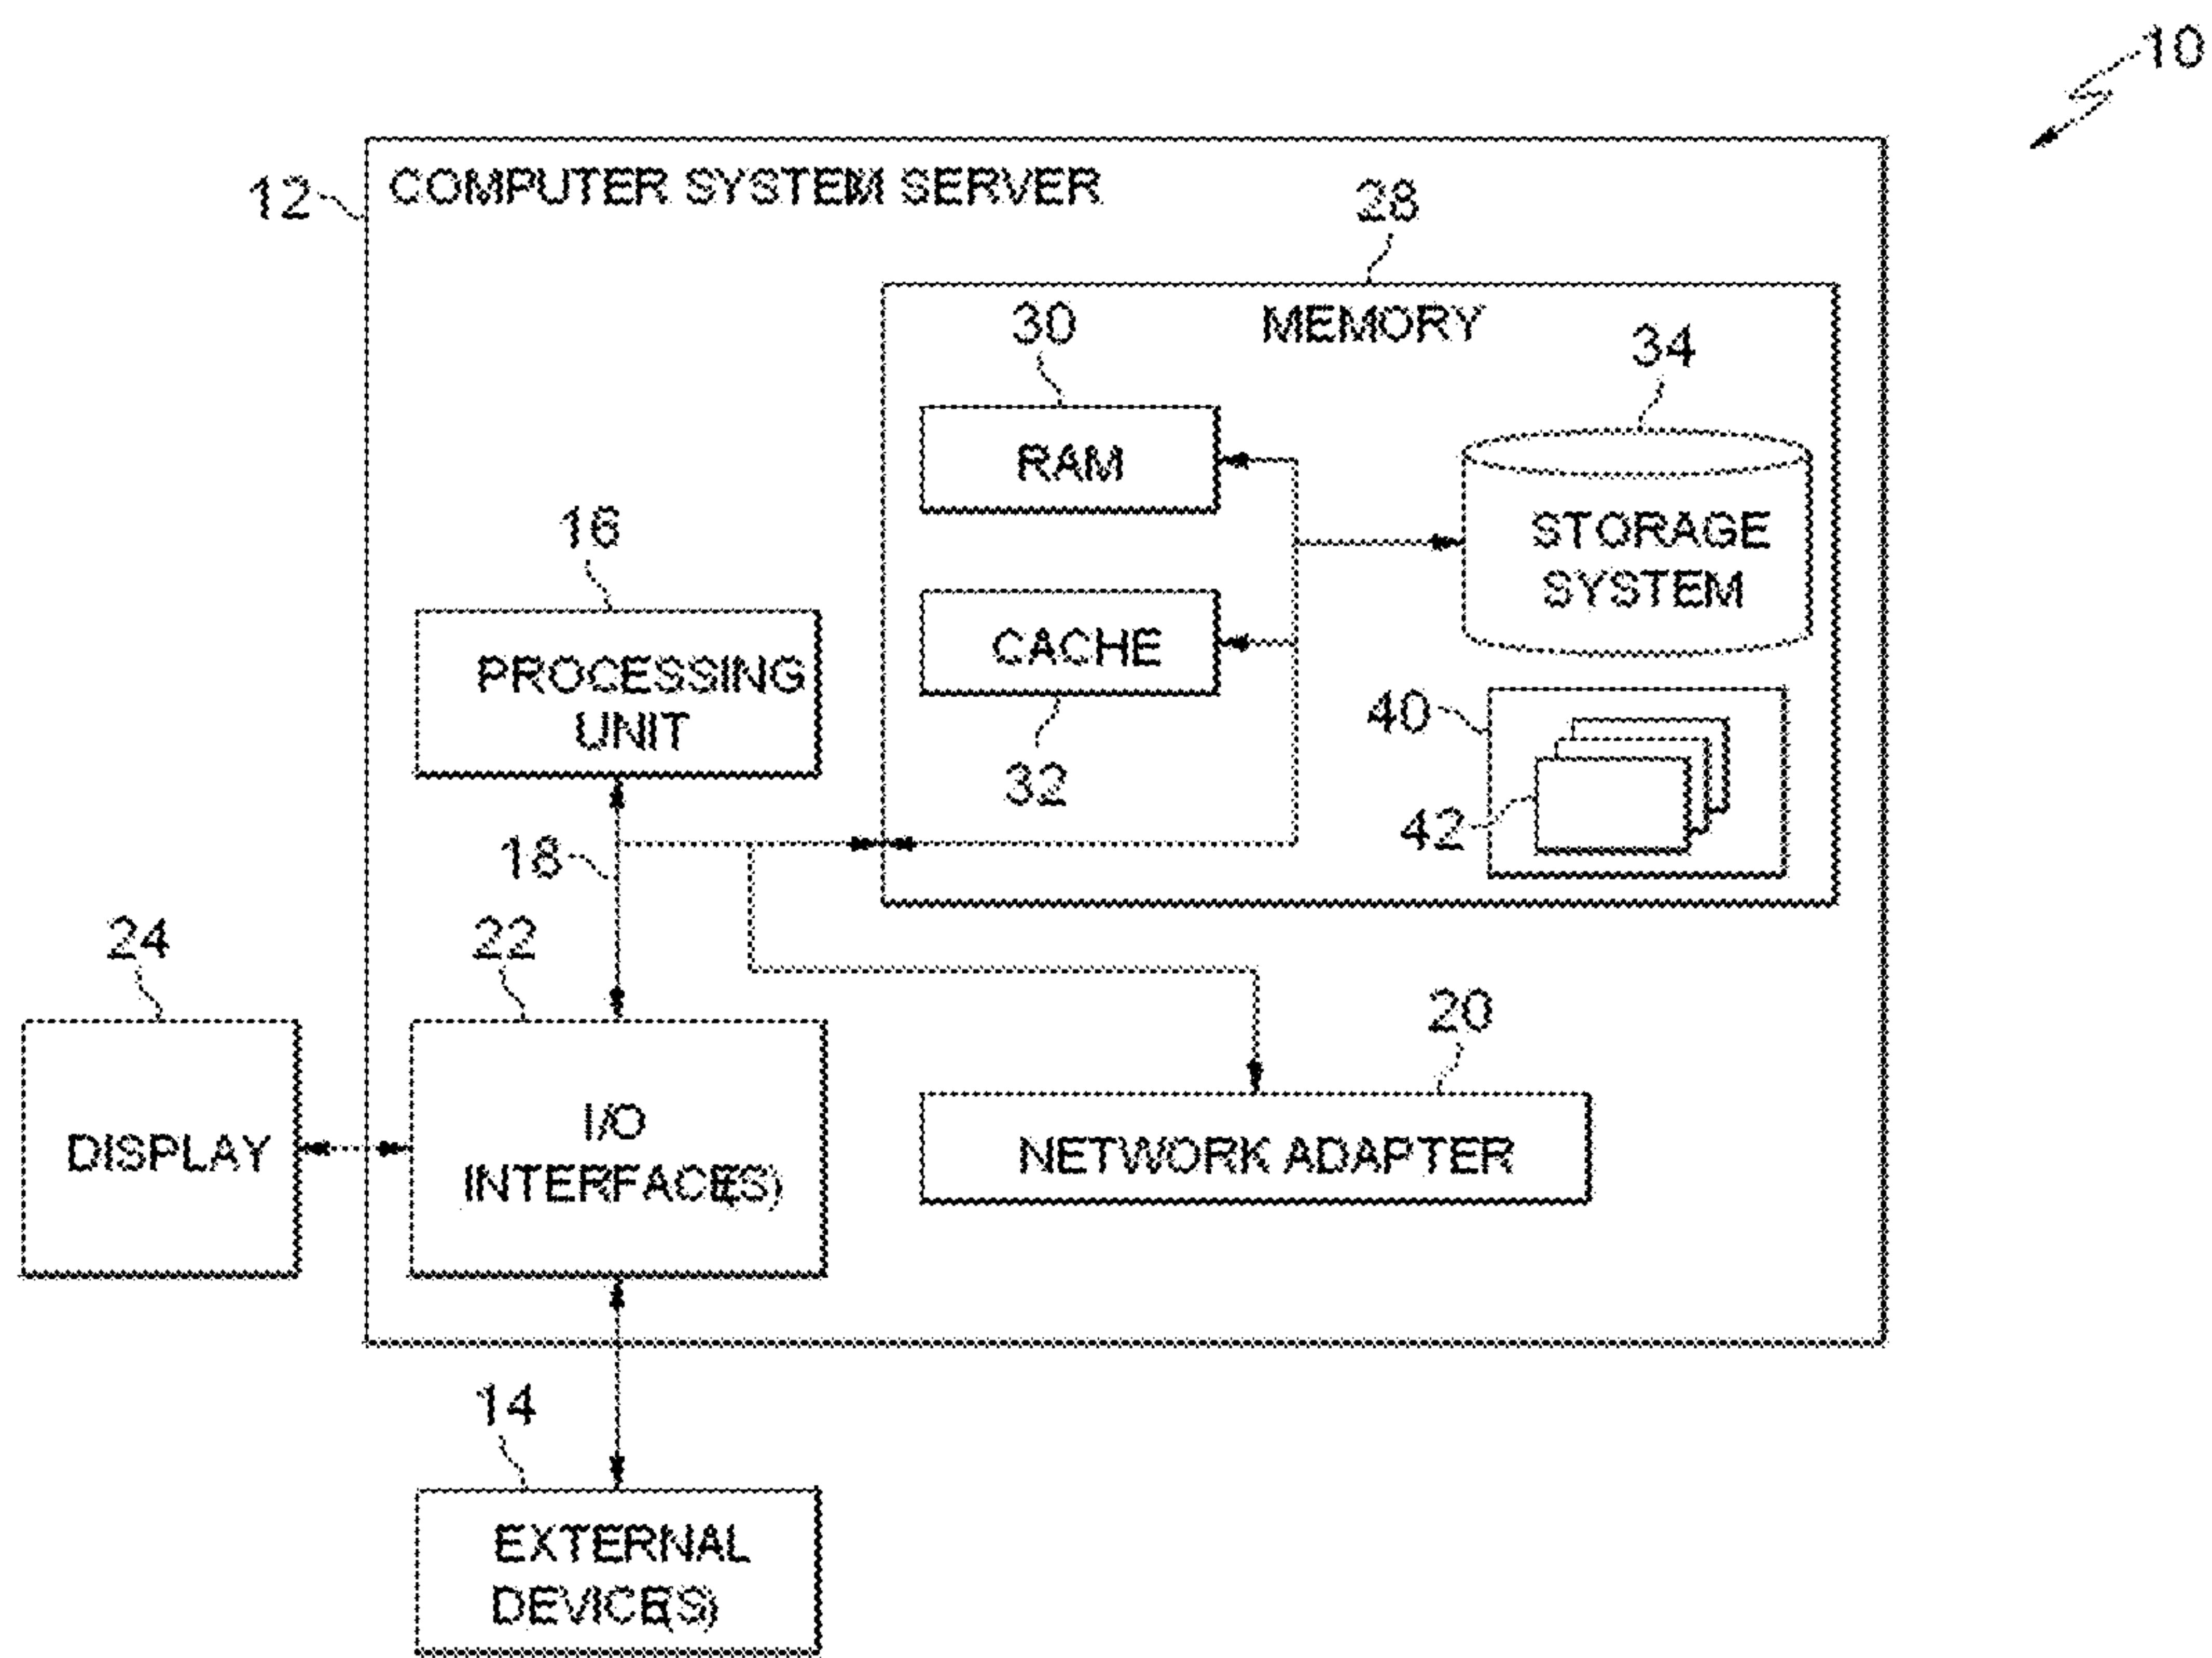 10
12
COMPUTER SYSTEM SERVER
28
MEMORY
30
34
RAM
STORAGE
SYSTEM
16
PROCESSING
UNIT
CACHE
32
40
42
18
24
22
20
DISPLAY
I/O
INTERFACE(S)
NETWORK ADAPTER
14
EXTERNAL
DEVICE(S)